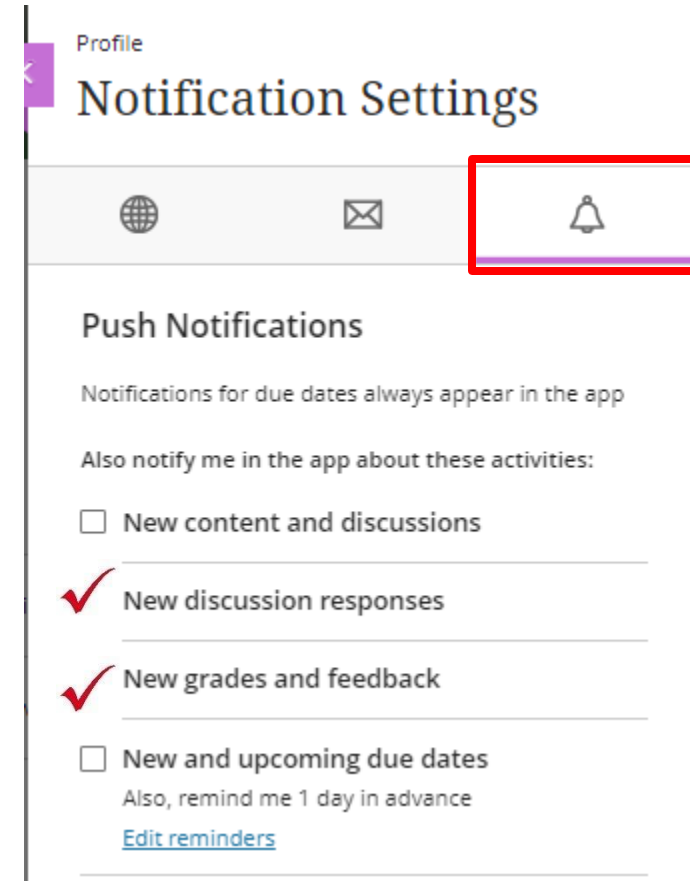 Profile
Notification Settings
Push Notifications
Notifications for due dates always appear in the app
Also notify me in the app about these activities:
New content and discussions
New discussion responses
New grades and feedback
New and upcoming due dates
Also, remind me 1 day in advance
Edit reminders